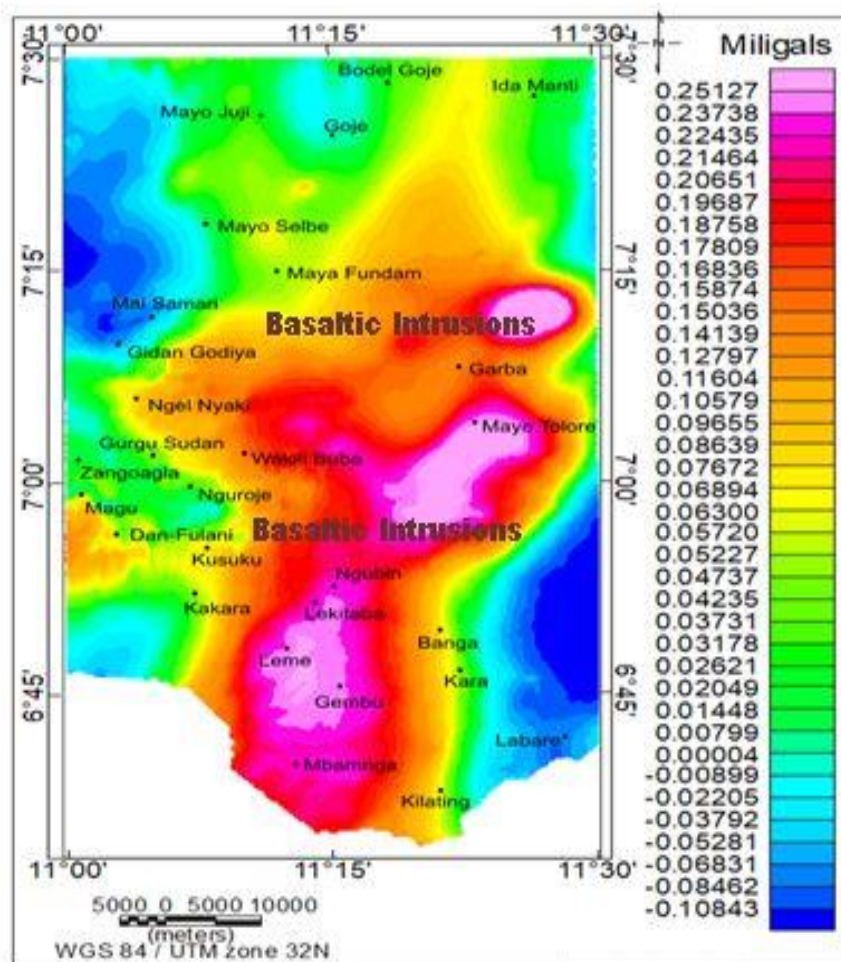 11°00' 11°15' 11°30'
N
Miligals
7°30' 7°30'
Bodel Goje
Ida Manti
Mayo Juji
Goje
Mayo Selbe
7°15' 7°15'
Maya Fundam
Mai Samari
Basaltic Intrusions
Gidan Godiya
Garba
Ngel Nyaki
Maye Tolore
Gurgu Sudan
Wakili Buba
Zangoagla
7°00' 7°00'
Nguroje
Magu
Basaltic Intrusions
Dan-Fulani
Kusuku
Ngubin
Kakara
Lekitaba
Banga
Leme
Kara
6°45' 6°45'
Gembu
Labare
Mbamnga
Kilating
11°00' 11°15' 11°30'
5000 0 5000 10000
(meters)
WGS 84 / UTM zone 32N
0.25127
0.23738
0.22435
0.21464
0.20651
0.19687
0.18758
0.17809
0.16836
0.15874
0.15036
0.14139
0.12797
0.11604
0.10579
0.09655
0.08639
0.07672
0.06894
0.06300
0.05720
0.05227
0.04737
0.04235
0.03731
0.03178
0.02621
0.02049
0.01448
0.00799
0.00004
-0.00899
-0.02205
-0.03792
-0.05281
-0.06831
-0.08462
-0.10843